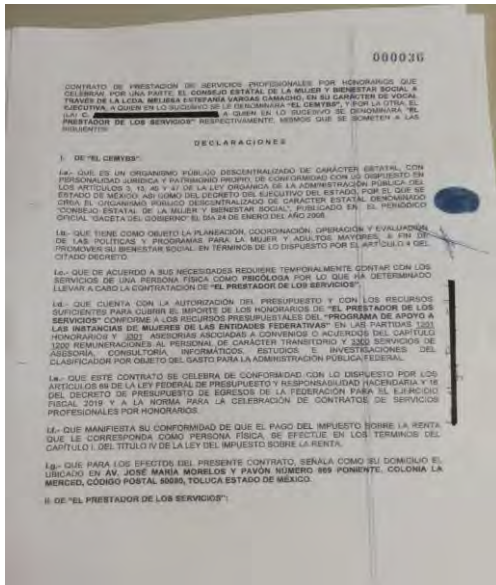 000036
CONTRATO DE PRESTACIÓN DE SERVICIOS PROFESIONALES POR HONORARIOS QUE
CELEBRAN, POR UNA PARTE, EL CONSEJO ESTATAL DE LA MUJER Y BIENESTAR SOCIAL A
TRAVÉS DE LA LCDA. MELISSA ESTEFANÍA VARGAS CAMACHO, EN SU CARÁCTER DE VOCAL
EJECUTIVA, A QUIEN EN LO SUCESIVO SE LE DENOMINARÁ "EL CEMYBS", Y POR LA OTRA, EL
(LA) C. A QUIEN EN LO SUCESIVO SE DENOMINARÁ "EL
PRESTADOR DE LOS SERVICIOS" RESPECTIVAMENTE, MISMOS QUE SE SOMETEN A LAS
SIGUIENTES:
DECLARACIONES
I. DE "EL CEMYBS":
I.a.- QUE ES UN ORGANISMO PÚBLICO DESCENTRALIZADO DE CARÁCTER ESTATAL, CON
PERSONALIDAD JURÍDICA Y PATRIMONIO PROPIO, DE CONFORMIDAD CON LO DISPUESTO EN
LOS ARTÍCULOS 3, 15, 45 Y 47 DE LA LEY ORGÁNICA DE LA ADMINISTRACIÓN PÚBLICA DEL
ESTADO DE MÉXICO, ASÍ COMO DEL DECRETO DEL EJECUTIVO DEL ESTADO, POR EL QUE SE
CREA EL ORGANISMO PÚBLICO DESCENTRALIZADO DE CARÁCTER ESTATAL DENOMINADO
"CONSEJO ESTATAL DE LA MUJER Y BIENESTAR SOCIAL", PUBLICADO EN EL PERIÓDICO
OFICIAL "GACETA DEL GOBIERNO" EL DÍA 24 DE ENERO DEL AÑO 2006.
I.b.- QUE TIENE COMO OBJETO LA PLANEACIÓN, COORDINACIÓN, OPERACIÓN Y EVALUACIÓN
DE LAS POLÍTICAS Y PROGRAMAS PARA LA MUJER Y ADULTOS MAYORES, A FIN DE
PROMOVER SU BIENESTAR SOCIAL, EN TÉRMINOS DE LO DISPUESTO POR EL ARTÍCULO 4 DEL
CITADO DECRETO.
I.c.- QUE DE ACUERDO A SUS NECESIDADES REQUIERE TEMPORALMENTE CONTAR CON LOS
SERVICIOS DE UNA PERSONA FÍSICA COMO PSICÓLOGA POR LO QUE HA DETERMINADO
LLEVAR A CABO LA CONTRATACIÓN DE "EL PRESTADOR DE LOS SERVICIOS".
I.d.- QUE CUENTA CON LA AUTORIZACIÓN DEL PRESUPUESTO Y CON LOS RECURSOS
SUFICIENTES PARA CUBRIR EL IMPORTE DE LOS HONORARIOS DE "EL PRESTADOR DE LOS
SERVICIOS" CONFORME A LOS RECURSOS PRESUPUESTALES DEL "PROGRAMA DE APOYO A
LAS INSTANCIAS DE MUJERES DE LAS ENTIDADES FEDERATIVAS" EN LAS PARTIDAS 1201
HONORARIOS Y 3301 ASESORÍAS ASOCIADAS A CONVENIOS O ACUERDOS DEL CAPÍTULO
1200 REMUNERACIONES AL PERSONAL DE CARÁCTER TRANSITORIO Y 3300 SERVICIOS DE
ASESORÍA, CONSULTORÍA, INFORMÁTICOS, ESTUDIOS E INVESTIGACIONES DEL
CLASIFICADOR POR OBJETO DEL GASTO PARA LA ADMINISTRACIÓN PÚBLICA FEDERAL.
I.e.- QUE ESTE CONTRATO SE CELEBRA DE CONFORMIDAD CON LO DISPUESTO POR LOS
ARTÍCULOS 69 DE LA LEY FEDERAL DE PRESUPUESTO Y RESPONSABILIDAD HACENDARIA Y 16
DEL DECRETO DE PRESUPUESTO DE EGRESOS DE LA FEDERACIÓN PARA EL EJERCICIO
FISCAL 2019 Y A LA NORMA PARA LA CELEBRACIÓN DE CONTRATOS DE SERVICIOS
PROFESIONALES POR HONORARIOS.
I.f.- QUE MANIFIESTA SU CONFORMIDAD DE QUE EL PAGO DEL IMPUESTO SOBRE LA RENTA
QUE LE CORRESPONDA COMO PERSONA FÍSICA, SE EFECTÚE EN LOS TÉRMINOS DEL
CAPÍTULO I, DEL TÍTULO IV DE LA LEY DEL IMPUESTO SOBRE LA RENTA.
I.g.- QUE PARA LOS EFECTOS DEL PRESENTE CONTRATO, SEÑALA COMO SU DOMICILIO EL
UBICADO EN AV. JOSÉ MARÍA MORELOS Y PAVÓN NÚMERO 809 PONIENTE, COLONIA LA
MERCED, CÓDIGO POSTAL 50080, TOLUCA ESTADO DE MÉXICO.
II. DE "EL PRESTADOR DE LOS SERVICIOS":